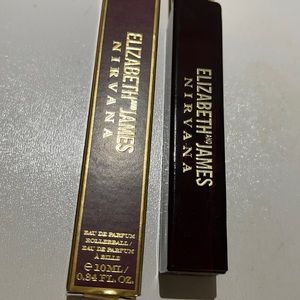 ELIZABETH AND JAMES
NIRVANA
EAU DE PARFUM
ROLLERBALL /
EAU DE PARFUM
À BILLE
℮ 10 ML /
0.34 FL. OZ.
ELIZABETH AND JAMES
NIRVANA